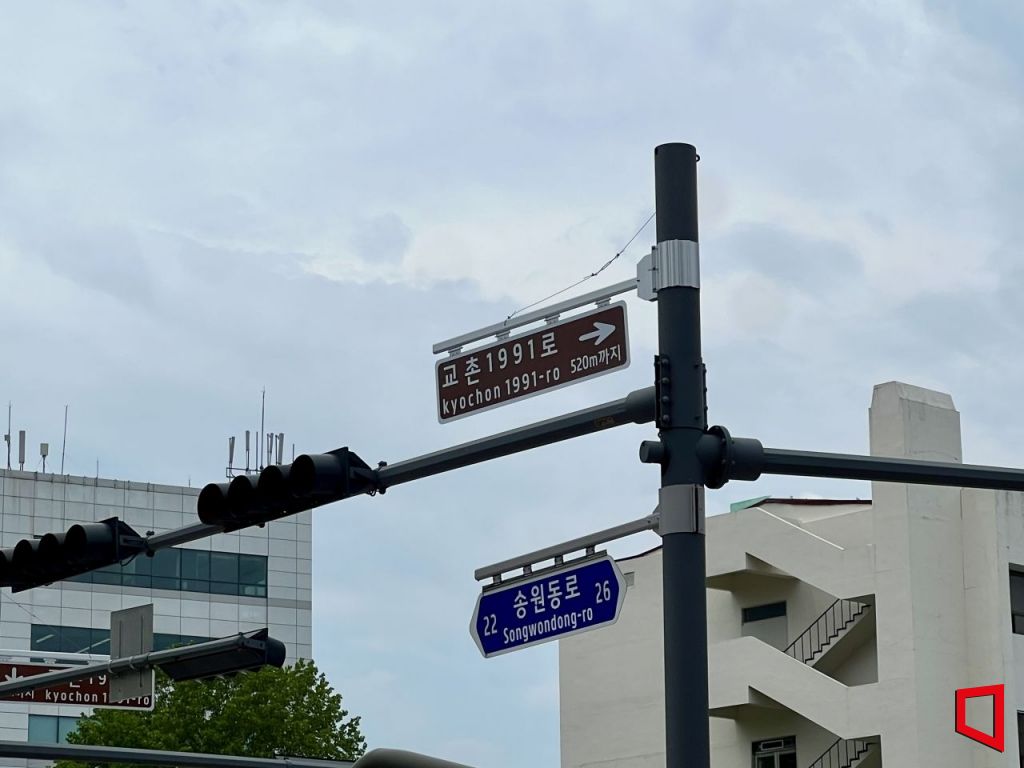 교촌1991로
kyochon 1991-ro 520m까지
22 송원동로 26
Songwondong-ro
kyochon 1